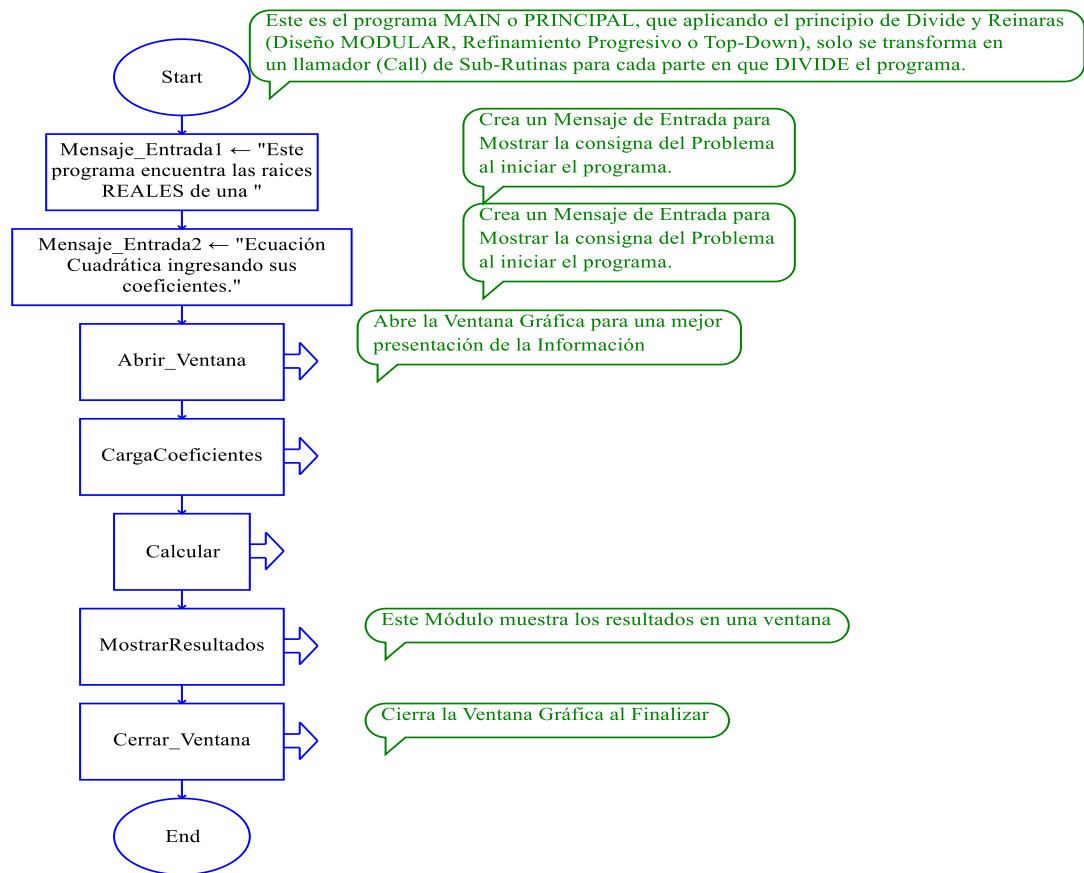 Este es el programa MAIN o PRINCIPAL, que aplicando el principio de Divide y Reinaras
(Diseño MODULAR, Refinamiento Progresivo o Top-Down), solo se transforma en
un llamador (Call) de Sub-Rutinas para cada parte en que DIVIDE el programa.
Start
Mensaje_Entrada1 ← "Este
programa encuentra las raices
REALES de una "
Crea un Mensaje de Entrada para
Mostrar la consigna del Problema
al iniciar el programa.
Mensaje_Entrada2 ← "Ecuación
Cuadrática ingresando sus
coeficientes."
Crea un Mensaje de Entrada para
Mostrar la consigna del Problema
al iniciar el programa.
Abrir_Ventana
Abre la Ventana Gráfica para una mejor
presentación de la Información
CargaCoeficientes
Calcular
MostrarResultados
Este Módulo muestra los resultados en una ventana
Cerrar_Ventana
Cierra la Ventana Gráfica al Finalizar
End